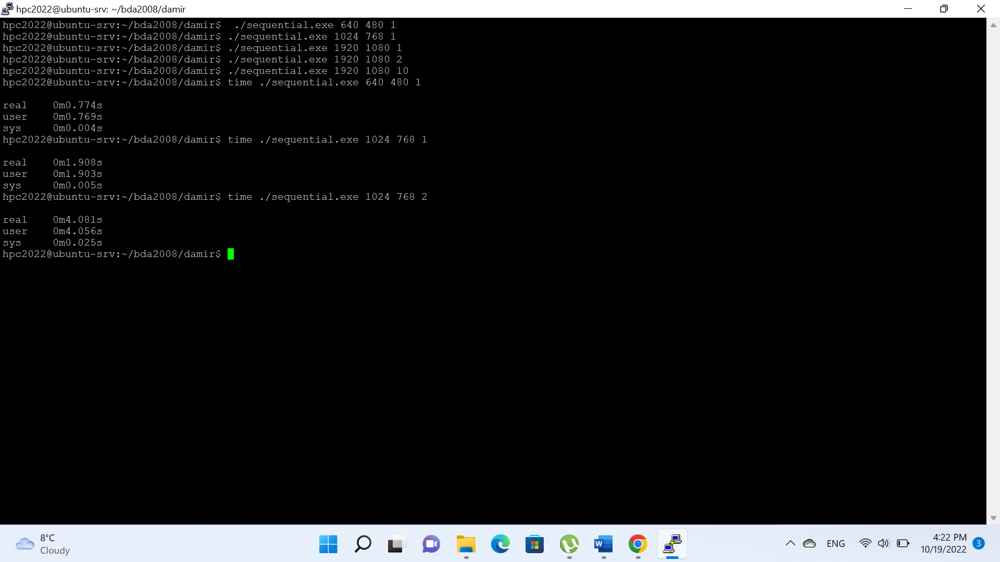 hpc2022@ubuntu-srv: ~/bda2008/damir
hpc2022@ubuntu-srv:~/bda2008/damir$  ./sequential.exe 640 480 1
hpc2022@ubuntu-srv:~/bda2008/damir$ ./sequential.exe 1024 768 1
hpc2022@ubuntu-srv:~/bda2008/damir$ ./sequential.exe 1920 1080 1
hpc2022@ubuntu-srv:~/bda2008/damir$ ./sequential.exe 1920 1080 2
hpc2022@ubuntu-srv:~/bda2008/damir$ ./sequential.exe 1920 1080 10
hpc2022@ubuntu-srv:~/bda2008/damir$ time ./sequential.exe 640 480 1
real    0m0.774s
user    0m0.769s
sys     0m0.004s
hpc2022@ubuntu-srv:~/bda2008/damir$ time ./sequential.exe 1024 768 1
real    0m1.908s
user    0m1.903s
sys     0m0.005s
hpc2022@ubuntu-srv:~/bda2008/damir$ time ./sequential.exe 1024 768 2
real    0m4.081s
user    0m4.056s
sys     0m0.025s
hpc2022@ubuntu-srv:~/bda2008/damir$
8°C
Cloudy
W
ENG
4:22 PM
10/19/2022
3